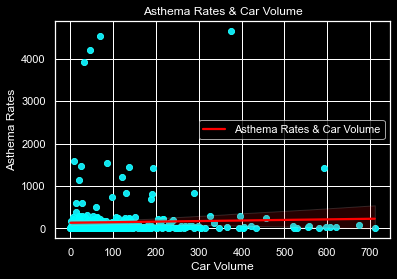 Asthema Rates & Car Volume
Asthema Rates
4000
3000
2000
1000
0
Asthema Rates & Car Volume
0 100 200 300 400 500 600 700
Car Volume